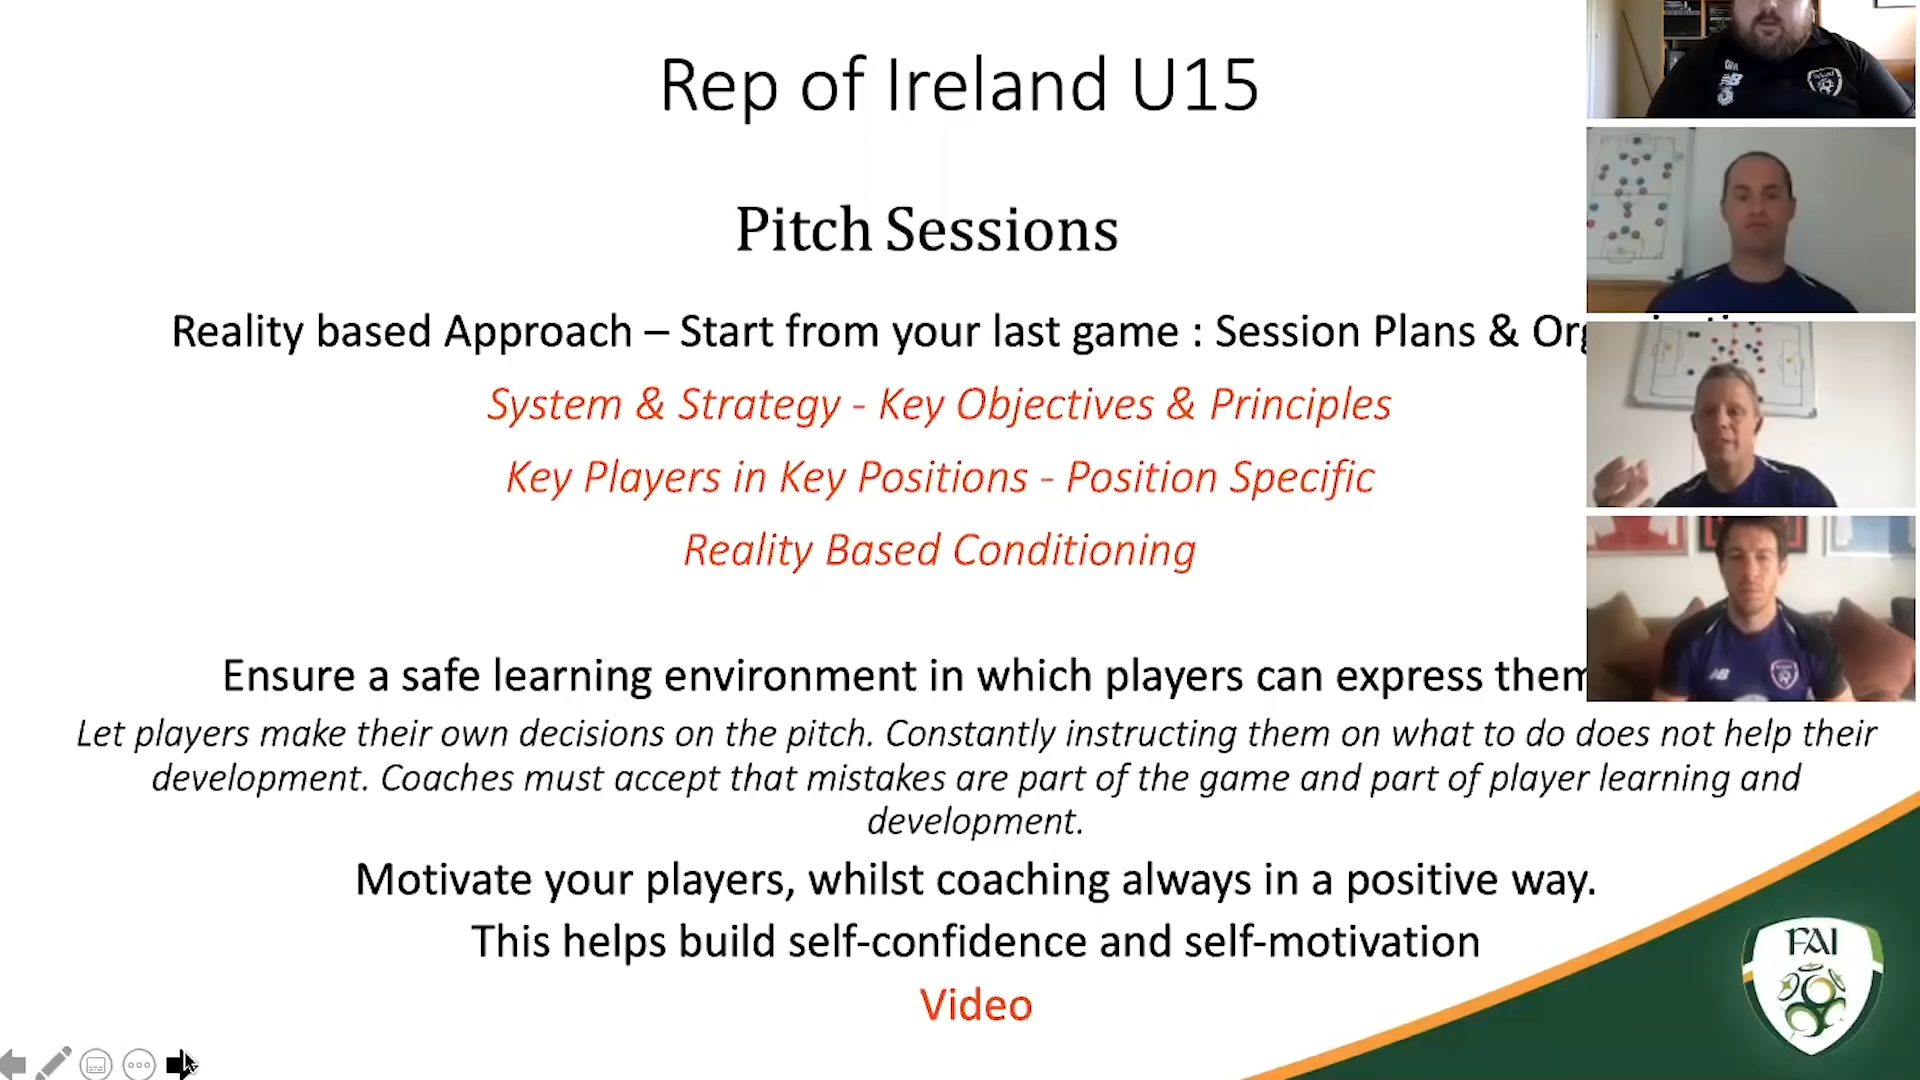 Rep of Ireland U15
Pitch Sessions
Reality based Approach – Start from your last game : Session Plans &
System & Strategy - Key Objectives & Principles
Key Players in Key Positions - Position Specific
Reality Based Conditioning
Ensure a safe learning environment in which players can express
Let players make their own decisions on the pitch. Constantly instructing them on what to do does not help their
development. Coaches must accept that mistakes are part of the game and part of player learning and
development.
Motivate your players, whilst coaching always in a positive way.
This helps build self-confidence and self-motivation
Video
FAI